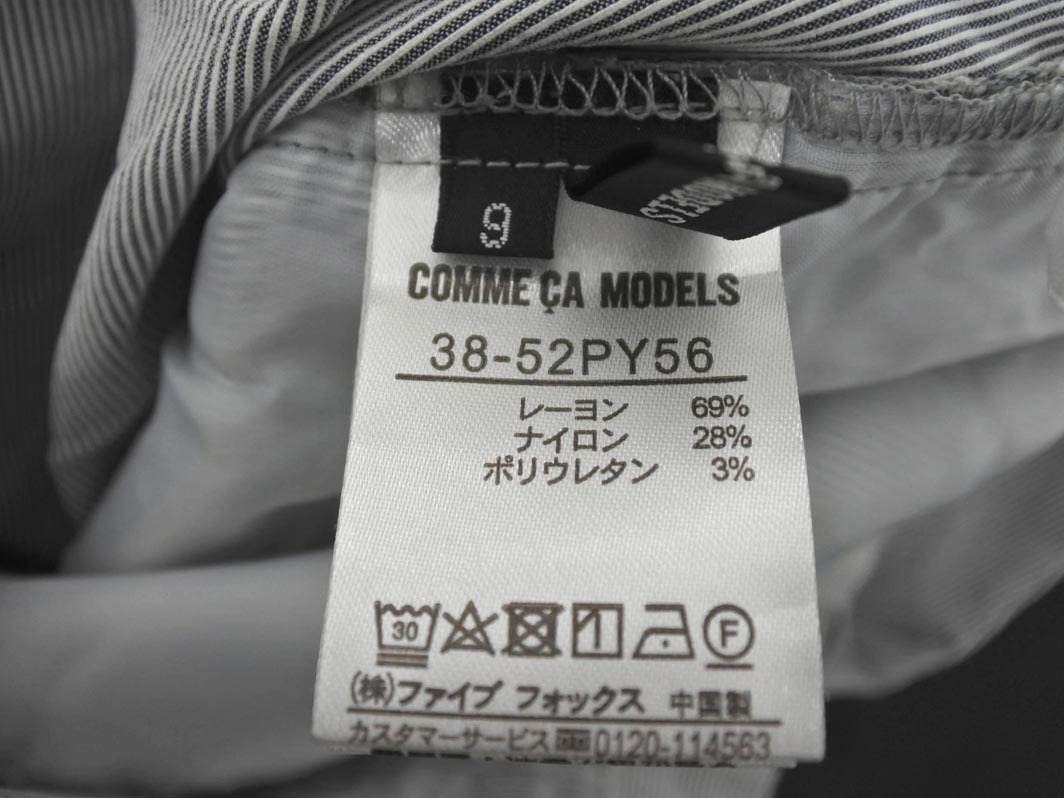 9
MODELS
COMME ÇA MODELS
38-52PY56
レーヨン 69%
ナイロン 28%
ポリウレタン 3%
30
F
(株)ファイブ フォックス 中国製
カスタマーサービス 0120-114563